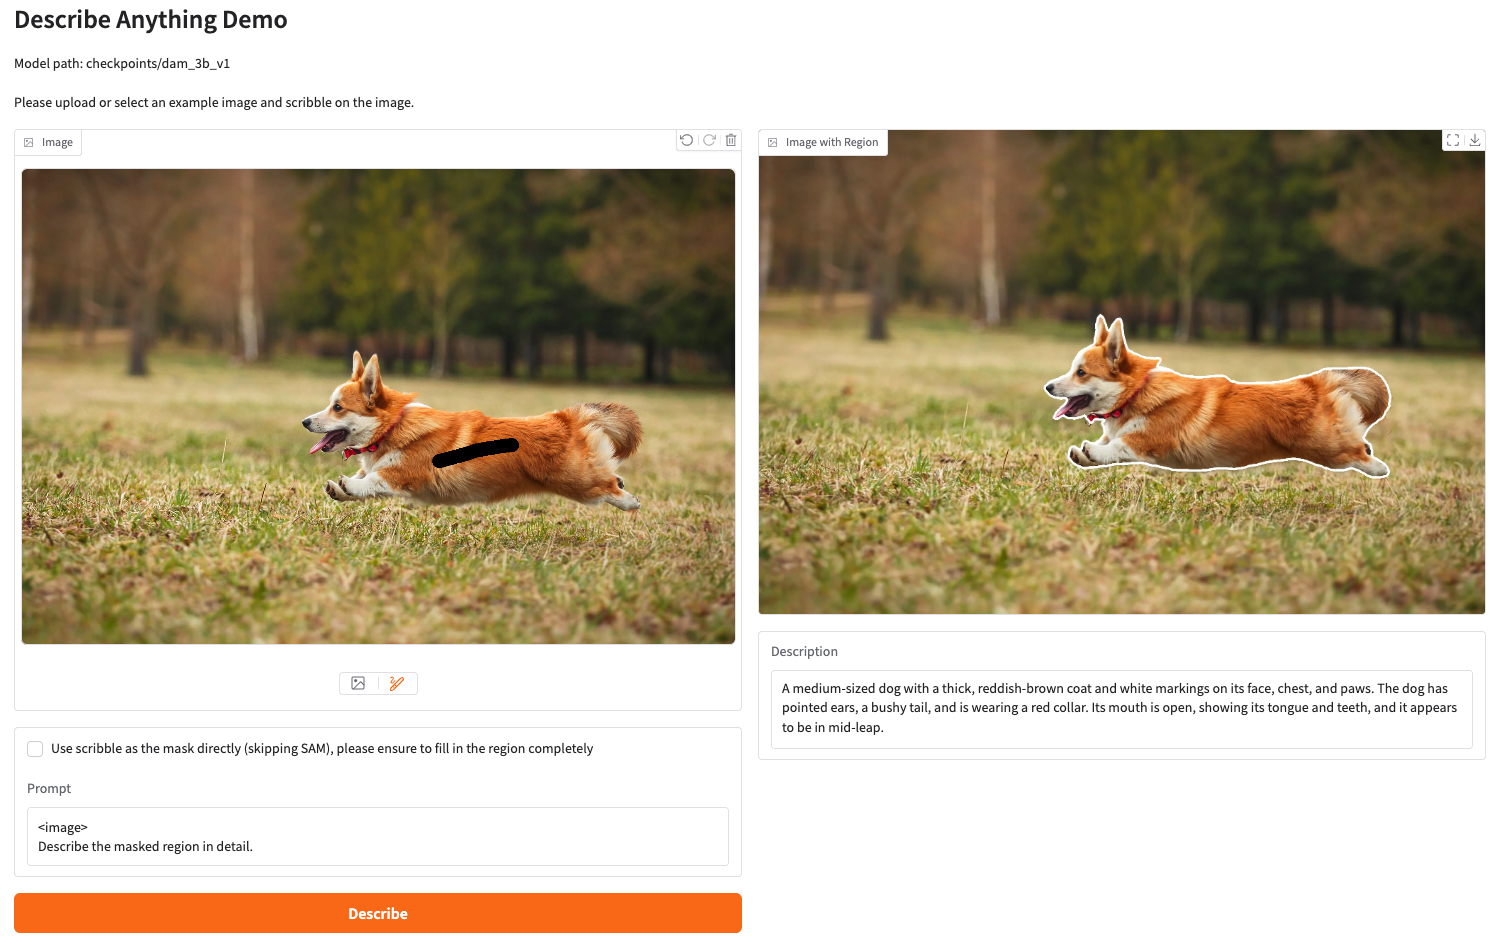 Describe Anything Demo
Model path: checkpoints/dam_3b_v1
Please upload or select an example image and scribble on the image.
Image
Image with Region
Description
A medium-sized dog with a thick, reddish-brown coat and white markings on its face, chest, and paws. The dog has
pointed ears, a bushy tail, and is wearing a red collar. Its mouth is open, showing its tongue and teeth, and it appears
to be in mid-leap.
Use scribble as the mask directly (skipping SAM), please ensure to fill in the region completely
Prompt
<image>
Describe the masked region in detail.
Describe